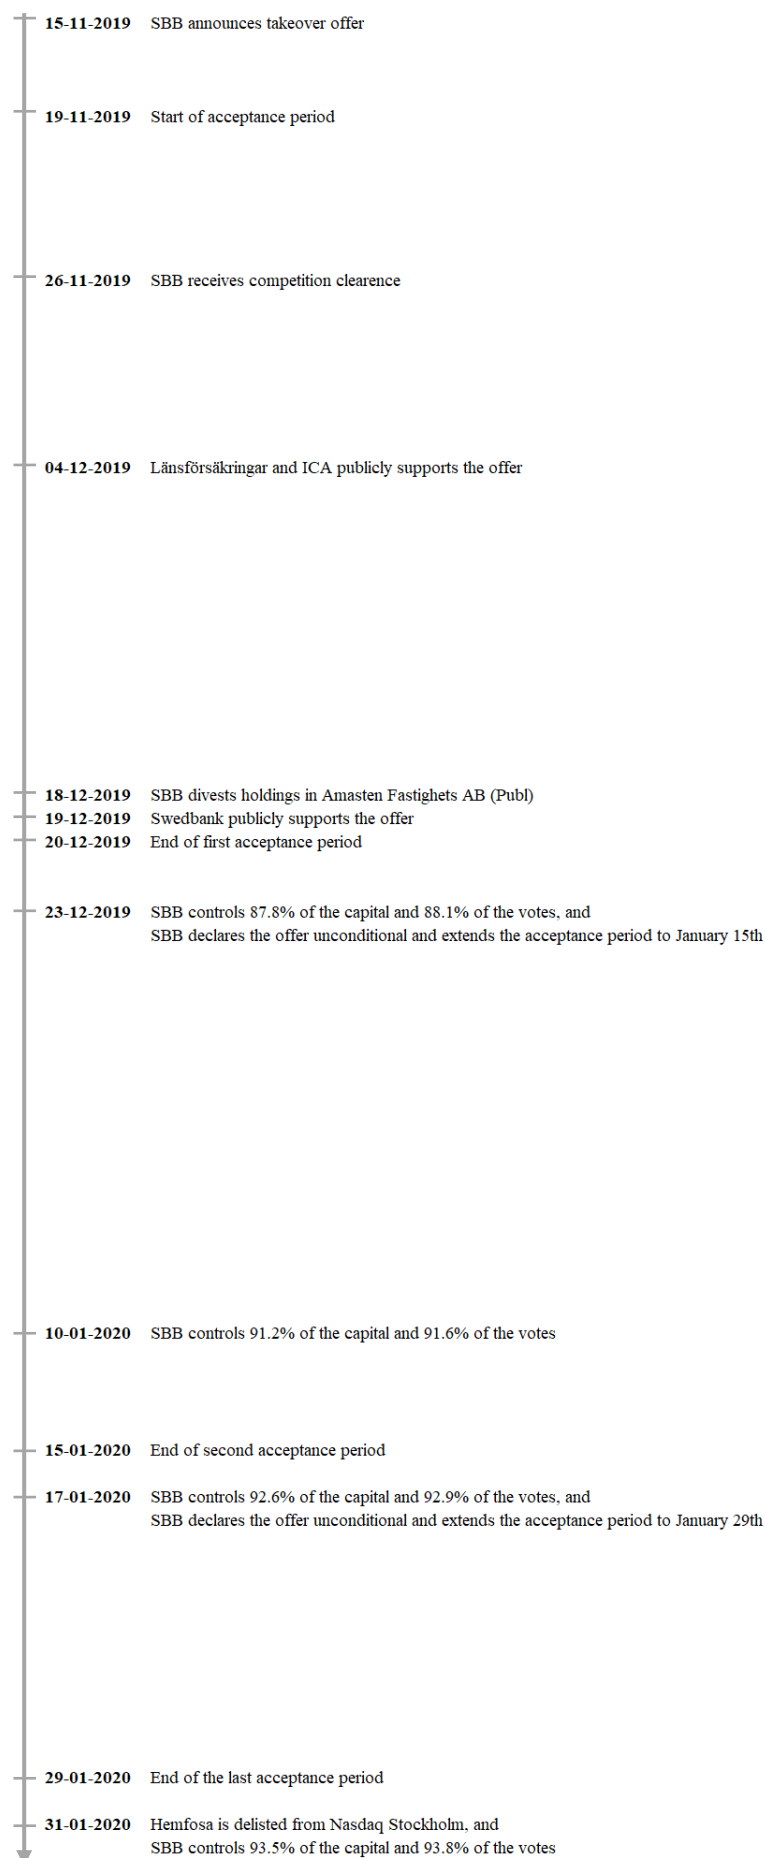 15-11-2019 SBB announces takeover offer
19-11-2019 Start of acceptance period
26-11-2019 SBB receives competition clearence
04-12-2019 Länsförsäkringar and ICA publicly supports the offer
18-12-2019 SBB divests holdings in Amasten Fastighets AB (Publ)
19-12-2019 Swedbank publicly supports the offer
20-12-2019 End of first acceptance period
23-12-2019 SBB controls 87.8% of the capital and 88.1% of the votes, and
SBB declares the offer unconditional and extends the acceptance period to January 15th
10-01-2020 SBB controls 91.2% of the capital and 91.6% of the votes
15-01-2020 End of second acceptance period
17-01-2020 SBB controls 92.6% of the capital and 92.9% of the votes, and
SBB declares the offer unconditional and extends the acceptance period to January 29th
29-01-2020 End of the last acceptance period
31-01-2020 Hemfosa is delisted from Nasdaq Stockholm, and
SBB controls 93.5% of the capital and 93.8% of the votes